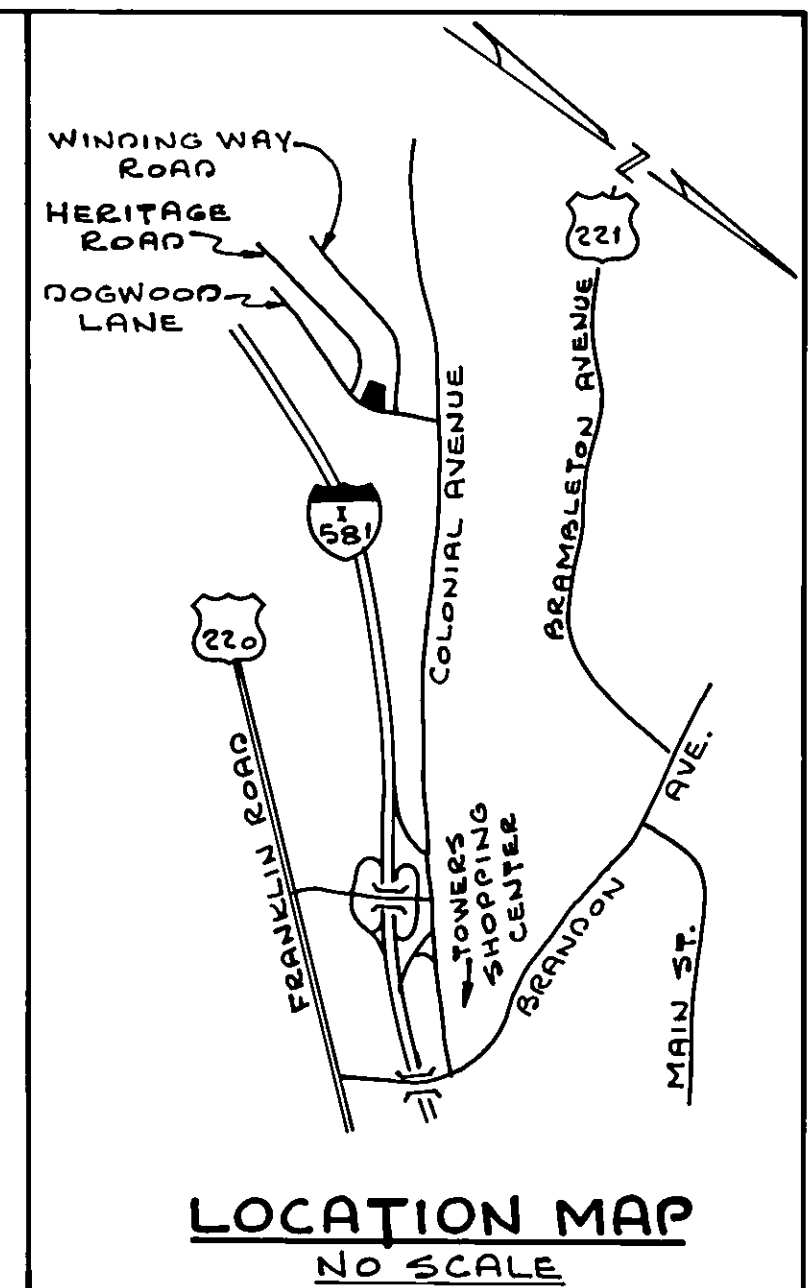 WINDING WAY
ROAD
HERITAGE
ROAD
DOGWOOD
LANE
Z
221
BRAMBLETON AVENUE
COLONIAL AVENUE
I
581
220
FRANKLIN ROAD
TOWERS
SHOPPING
CENTER
BRANDON
AVE.
MAIN ST.
LOCATION MAP
NO SCALE